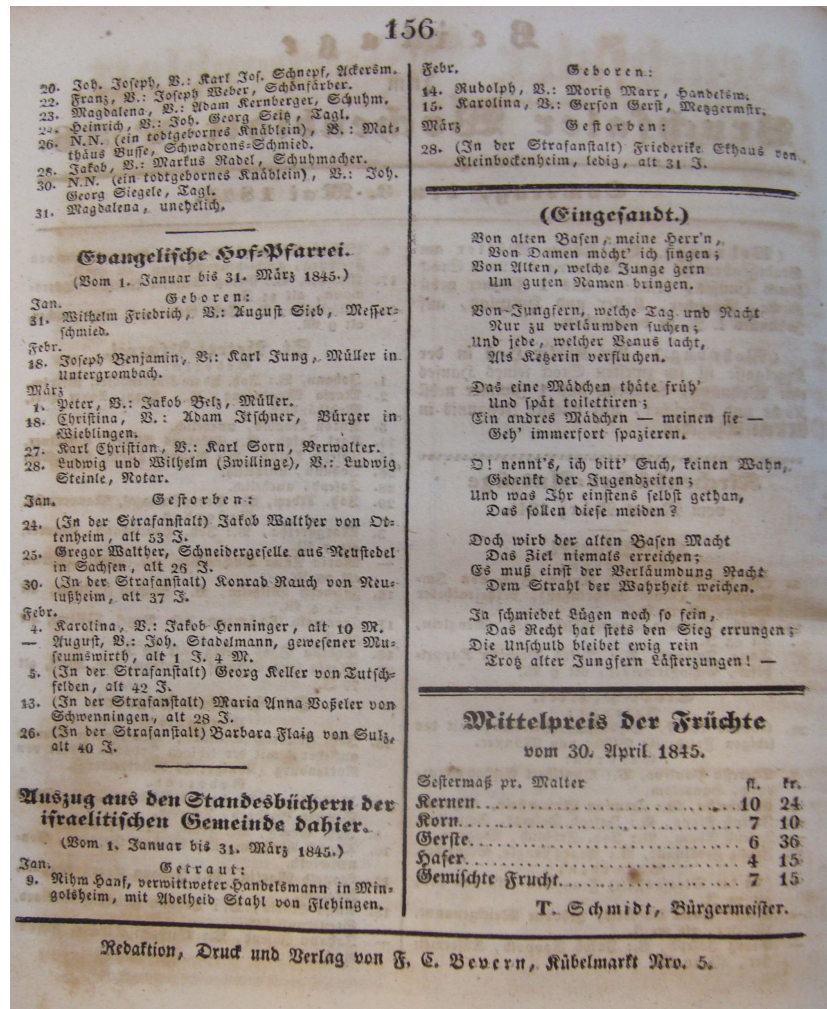 156
20. Joh. Joseph, V.: Karl Jos. Schnepf, Ackersm.
22. Franz, V.: Joseph Weber, Schönfärber.
23. Magdalena, V.: Adam Kernberger, Schuhm.
24. Heinrich, V.: Joh. Georg Seitz, Tagl.
26. N.N. (ein todtgebornes Knäblein), V.: Mat-
thäus Busse, Schwadrons-Schmied.
28. Jakob, V.: Markus Nadel, Schuhmacher.
30. N.N. (ein todtgebornes Knäblein), V.: Joh.
Georg Siegele, Tagl.
31. Magdalena, unehelich.
Evangelische Hof-Pfarrei.
(Vom 1. Januar bis 31. März 1845.)
Jan. Geboren:
31. Wilhelm Friedrich, V.: August Sieb, Messer-
schmied.
Febr.
18. Joseph Benjamin, V.: Karl Jung, Müller in
Untergrombach.
März
1. Peter, V.: Jakob Belz, Müller.
18. Christina, V.: Adam Itschner, Bürger in
Wieblingen.
27. Karl Christian, V.: Karl Sorn, Verwalter.
28. Ludwig und Wilhelm (Zwillinge), V.: Ludwig
Steinle, Notar.
Jan. Gestorben:
24. (In der Strafanstalt) Jakob Walther von Ot-
tenheim, alt 53 J.
25. Gregor Walther, Schneidergeselle aus Neustedel
in Sachsen, alt 26 J.
30. (In der Strafanstalt) Konrad Rauch von Neu-
lußheim, alt 37 J.
Febr.
4. Karolina, V.: Jakob Henninger, alt 10 M.
— August, V.: Joh. Stadelmann, gewesener Mu-
seumswirth, alt 1 J. 4 M.
5. (In der Strafanstalt) Georg Keller von Tutsch-
felden, alt 42 J.
13. (In der Strafanstalt) Maria Anna Voßeler von
Schwenningen, alt 28 J.
26. (In der Strafanstalt) Barbara Flaig von Sulz,
alt 40 J.
Auszug aus den Standesbüchern der
israelitischen Gemeinde dahier.
(Vom 1. Januar bis 31. März 1845.)
Jan. Getraut:
9. Nihm Hanf, verwittweter Handelsmann in Min-
golsheim, mit Adelheid Stahl von Flehingen.
Febr. Geboren:
14. Rudolph, V.: Moritz Marx, Handelsm.
15. Karolina, V.: Gerson Gerst, Metzgermstr.
März Gestorben:
28. (In der Strafanstalt) Friederike Ekhaus von
Kleinbockenheim, ledig, alt 31 J.
(Eingesandt.)
Von alten Basen, meine Herr'n,
Von Damen möcht' ich singen;
Von Alten, welche Junge gern
Um guten Namen bringen.
Von Jungfern, welche Tag und Nacht
Nur zu verläumden suchen;
Und jede, welcher Venus lacht,
Als Ketzerin verfluchen.
Das eine Mädchen thäte früh'
Und spät toilettiren;
Ein andres Mädchen — meinen sie —
Geh' immerfort spazieren.
O! nennt's, ich bitt' Euch, keinen Wahn,
Gedenkt der Jugendzeiten;
Und was Ihr einstens selbst gethan,
Das sollen diese meiden?
Doch wird der alten Basen Macht
Das Ziel niemals erreichen;
Es muß einst der Verläumdung Nacht
Dem Strahl der Wahrheit weichen.
Ja schmiedet Lügen noch so fein,
Das Recht hat stets den Sieg errungen;
Die Unschuld bleibet ewig rein
Trotz alter Jungfern Lästerzungen! —
Mittelpreis der Früchte
vom 30. April 1845.
Sestermaß pr. Malter fl. kr.
Kernen 10 24
Korn 7 10
Gerste 6 36
Hafer 4 15
Gemischte Frucht 7 15
T. Schmidt, Bürgermeister.
Redaktion, Druck und Verlag von F. C. Bevern, Kübelmarkt Nro. 5.